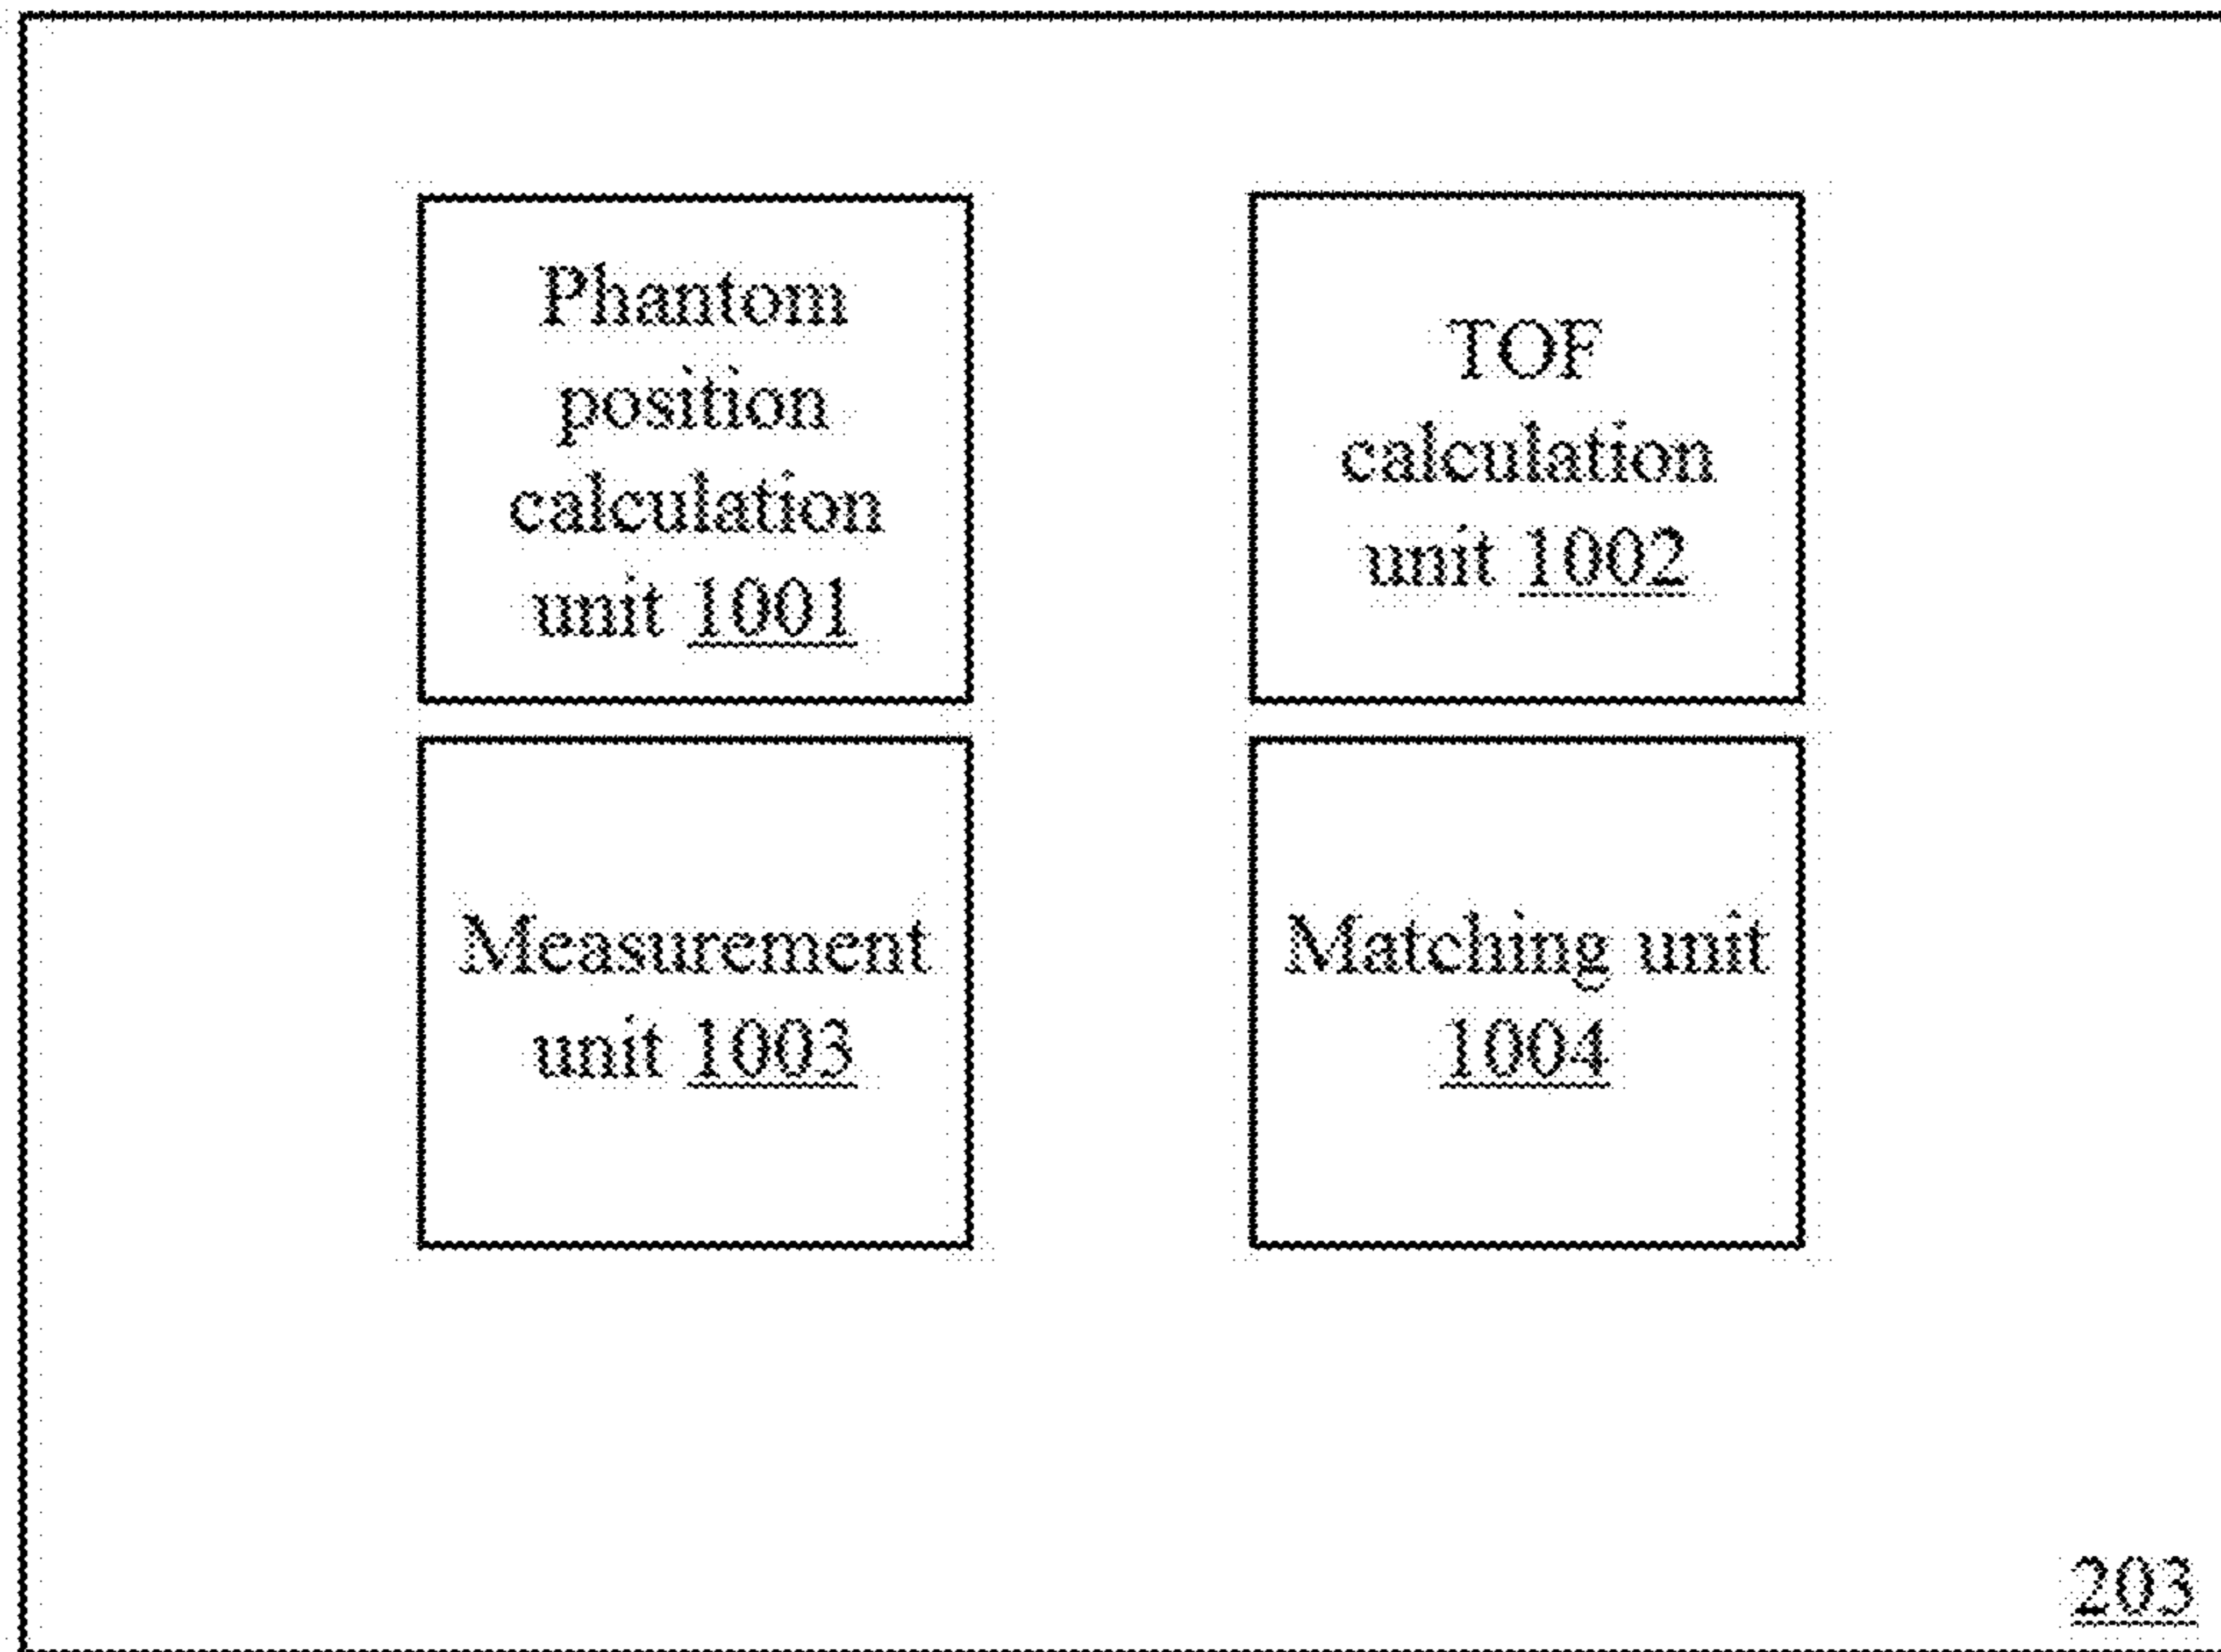 Phantom
position
calculation
unit 1001
TOF
calculation
unit 1002
Measurement
unit 1003
Matching unit
1004
203